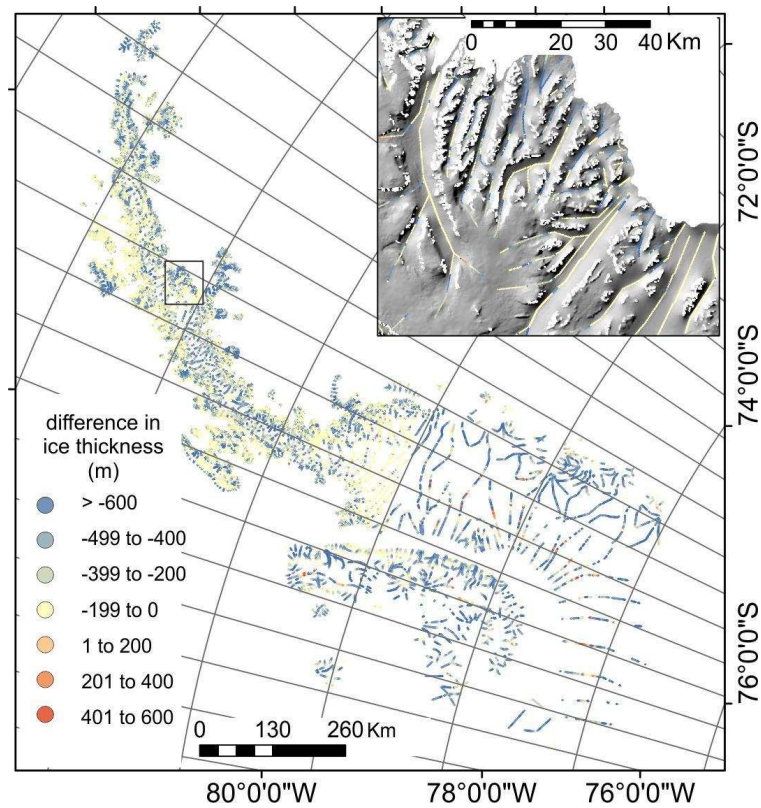 0 20 30 40 Km
72°0'0"S
74°0'0"S
76°0'0"S
difference in
ice thickness
(m)
> -600
-499 to -400
-399 to -200
-199 to 0
1 to 200
201 to 400
401 to 600
0 130 260 Km
80°0'0"W 78°0'0"W 76°0'0"W